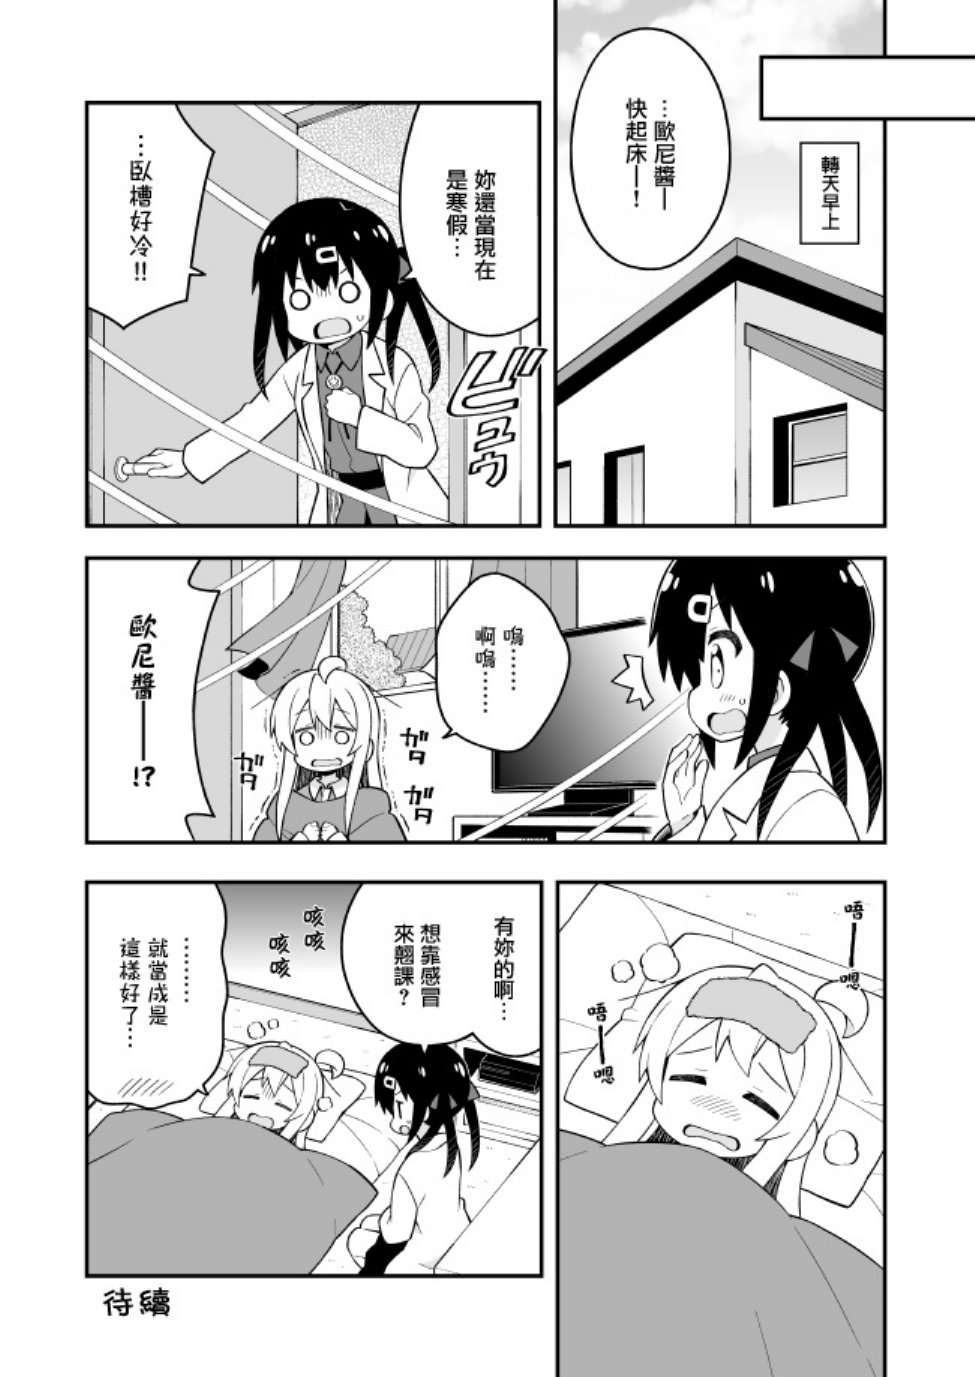 轉天早上
…歐尼醬—
快起床—！
妳還當現在
是寒假…
…臥槽好冷!!
ビュウ
嗚……
啊嗚……
ガタ
ガタ
ガタ
歐尼醬——!?
唔—嗯
唔—嗯
有妳的啊…
想靠感冒
來翹課？
咳咳
咳咳
………
就當成是
這樣好了…
待續